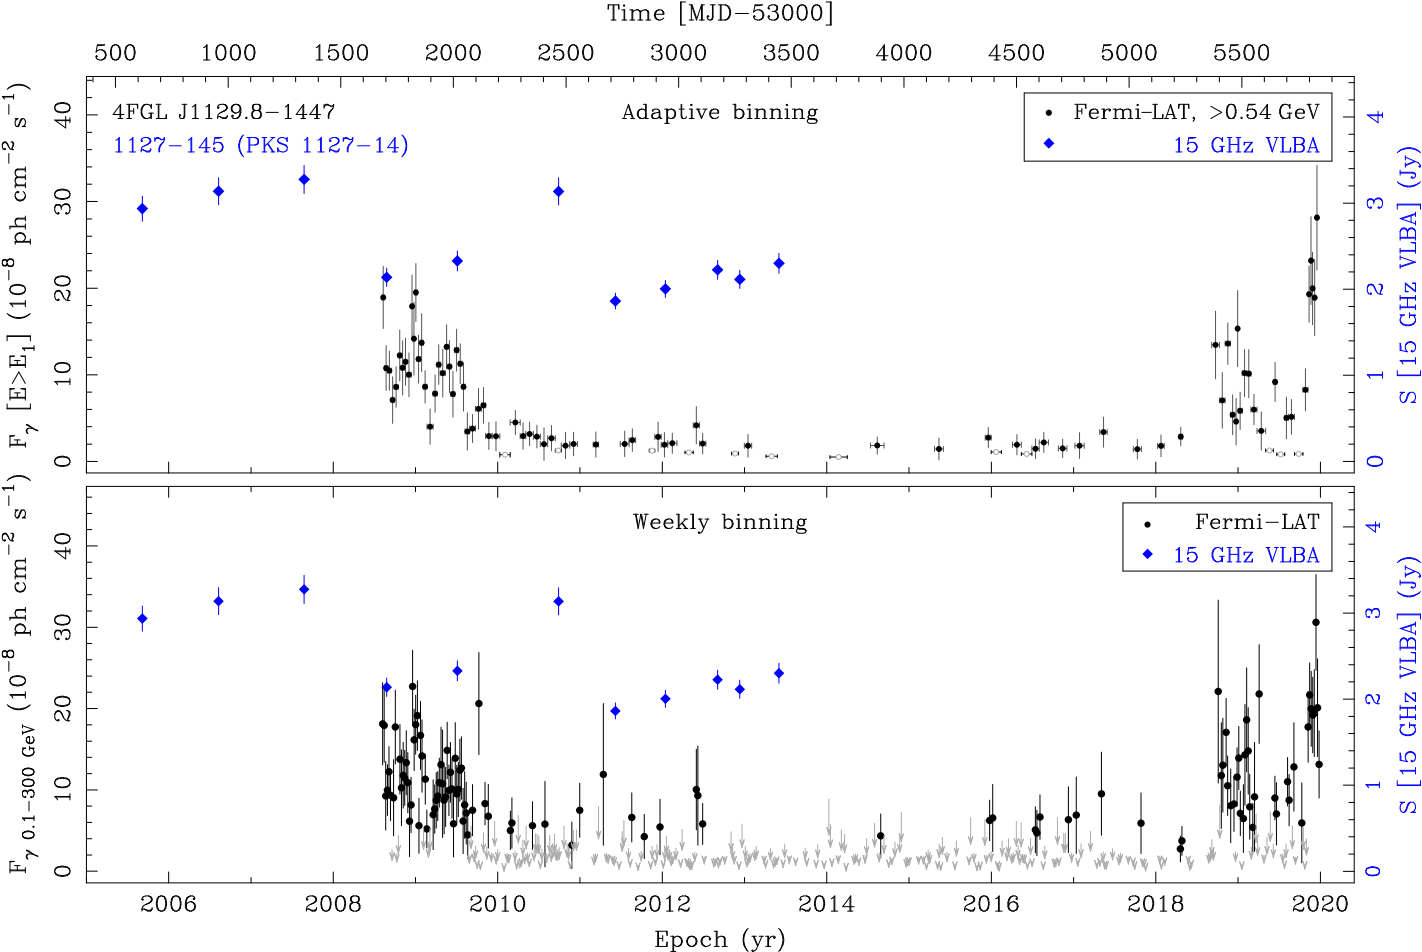 Time [MJD−53000]
500 1000 1500 2000 2500 3000 3500 4000 4500 5000 5500
4FGL J1129.8−1447
1127−145 (PKS 1127−14)
Adaptive binning
Fermi−LAT, >0.54 GeV
15 GHz VLBA
F_γ [E>E_1] (10^−8 ph cm^−2 s^−1)
40
30
20
10
0
4
3
2
1
0
S [15 GHz VLBA] (Jy)
Weekly binning
Fermi−LAT
15 GHz VLBA
F_γ 0.1−300 GeV (10^−8 ph cm^−2 s^−1)
40
30
20
10
0
4
3
2
1
0
S [15 GHz VLBA] (Jy)
2006 2008 2010 2012 2014 2016 2018 2020
Epoch (yr)